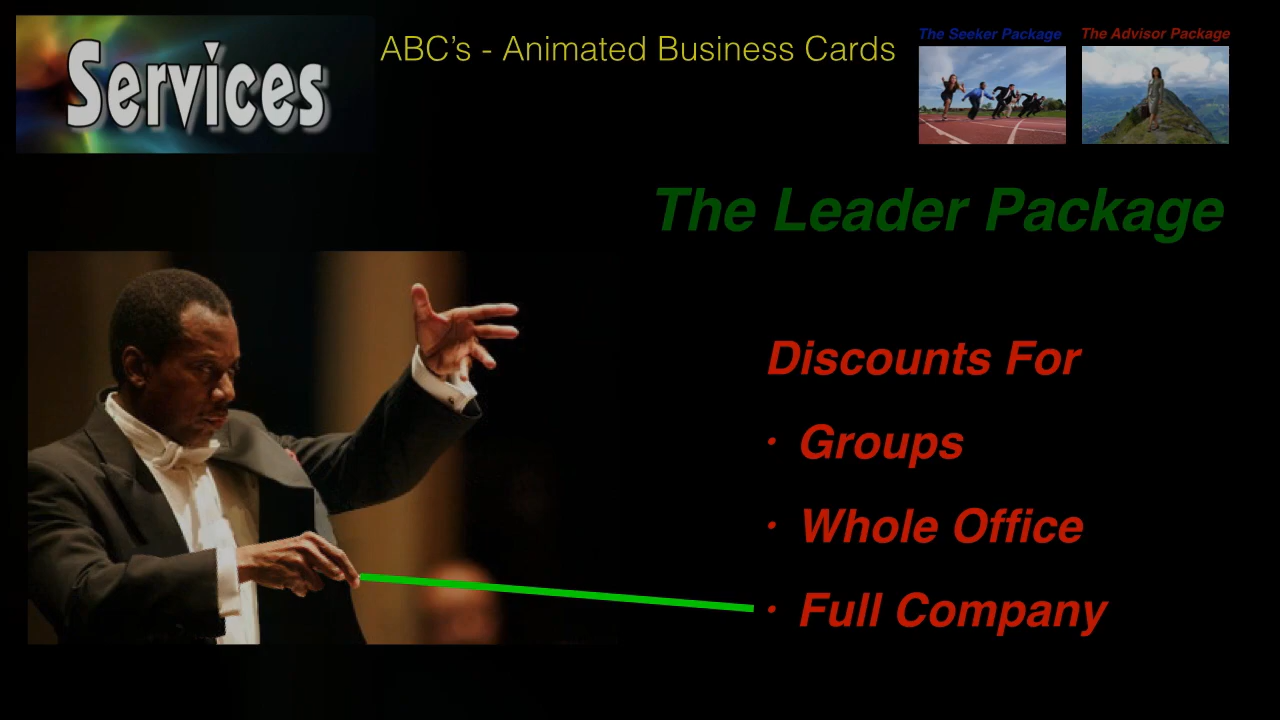 Services
ABC’s - Animated Business Cards
The Seeker Package
The Advisor Package
The Leader Package
Discounts For
· Groups
· Whole Office
· Full Company